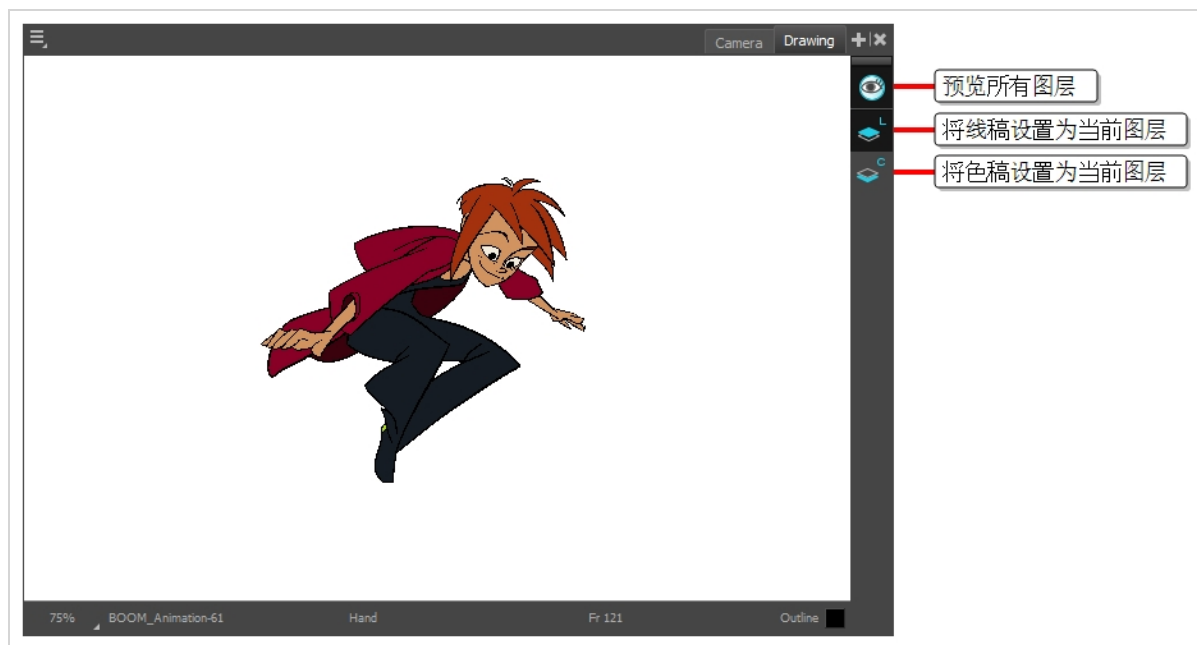 Camera
Drawing
预览所有图层
L
将线稿设置为当前图层
C
将色稿设置为当前图层
75%
BOOM_Animation-61
Hand
Fr 121
Outline